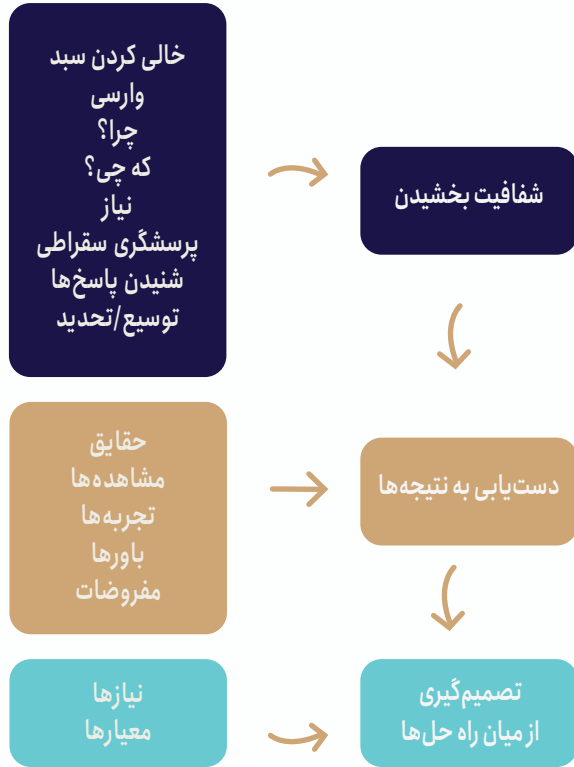 خالی کردن سبد
وارسی
چرا؟
که چی؟
نیاز
پرسشگری سقراطی
شنیدن پاسخ‌ها
توسیع/تحدید
شفافیت بخشیدن
حقایق
مشاهده‌ها
تجربه‌ها
باورها
مفروضات
دست‌یابی به نتیجه‌ها
نیازها
معیارها
تصمیم‌گیری
از میان راه حل‌ها